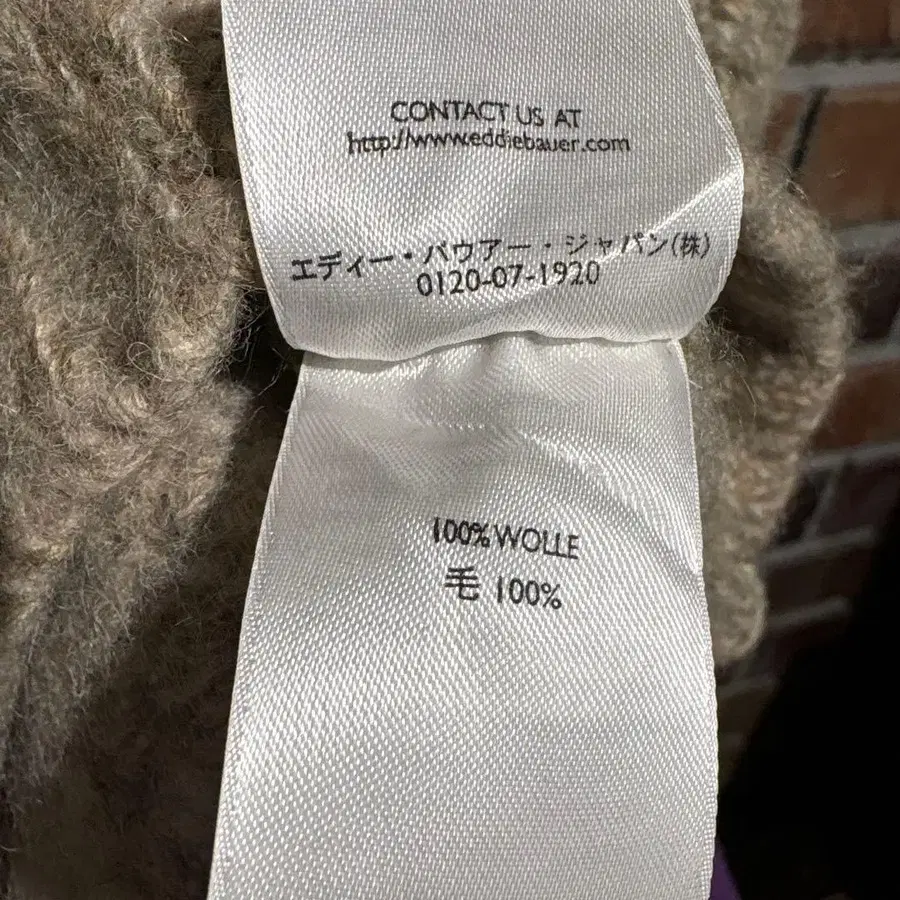 CONTACT US AT
http://www.eddiebauer.com
エディー・バウアー・ジャパン(株)
0120-07-1920
100% WOLLE
毛 100%